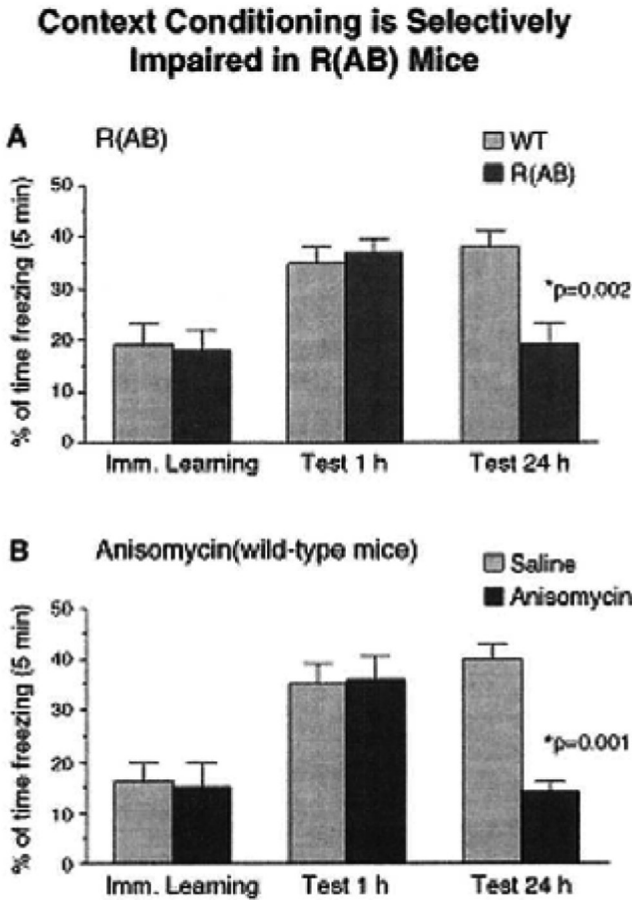 Context Conditioning is Selectively
Impaired in R(AB) Mice
A R(AB)
WT
R(AB)
% of time freezing (5 min)
50
40
30
20
10
0
*p=0.002
Imm. Learning Test 1 h Test 24 h
B Anisomycin(wild-type mice)
Saline
Anisomycin
% of time freezing (5 min)
50
40
30
20
10
0
*p=0.001
Imm. Learning Test 1 h Test 24 h